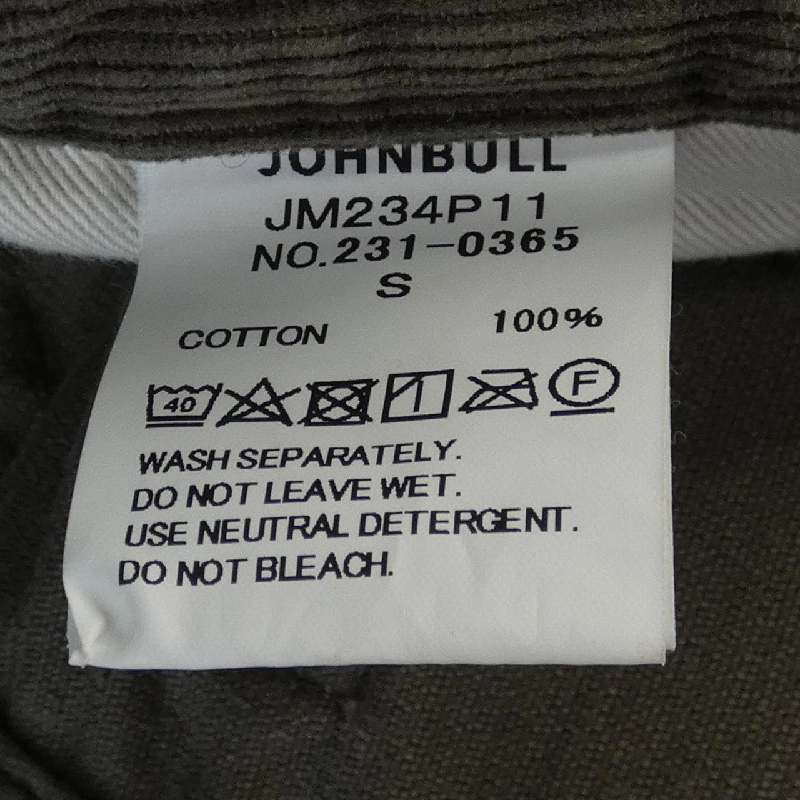 JOHNBULL
JM234P11
NO.231-0365
S
COTTON 100%
40 F
WASH SEPARATELY.
DO NOT LEAVE WET.
USE NEUTRAL DETERGENT.
DO NOT BLEACH.